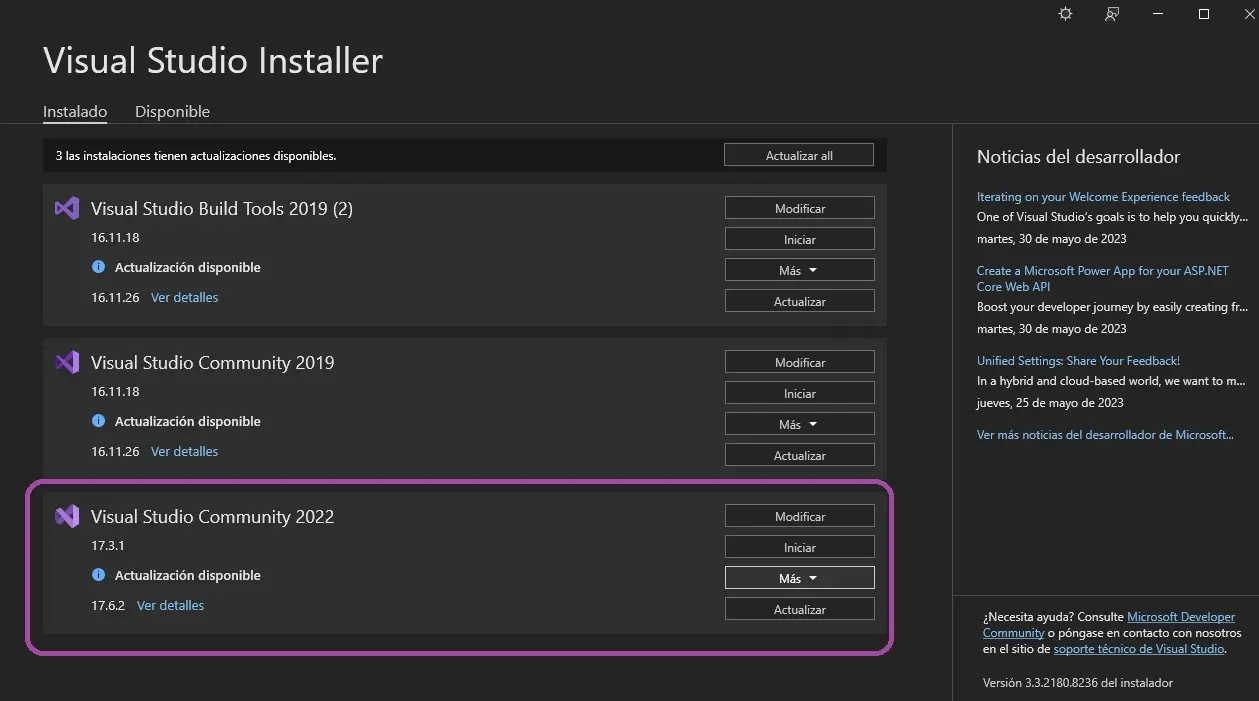 Visual Studio Installer
Instalado
Disponible
3 las instalaciones tienen actualizaciones disponibles.
Actualizar all
Visual Studio Build Tools 2019 (2)
16.11.18
Actualización disponible
16.11.26 Ver detalles
Modificar
Iniciar
Más
Actualizar
Visual Studio Community 2019
16.11.18
Actualización disponible
16.11.26 Ver detalles
Modificar
Iniciar
Más
Actualizar
Visual Studio Community 2022
17.3.1
Actualización disponible
17.6.2 Ver detalles
Modificar
Iniciar
Más
Actualizar
Noticias del desarrollador
Iterating on your Welcome Experience feedback
One of Visual Studio's goals is to help you quickly...
martes, 30 de mayo de 2023
Create a Microsoft Power App for your ASP.NET
Core Web API
Boost your developer journey by easily creating fr...
martes, 30 de mayo de 2023
Unified Settings: Share Your Feedback!
In a hybrid and cloud-based world, we want to m...
jueves, 25 de mayo de 2023
Ver más noticias del desarrollador de Microsoft...
¿Necesita ayuda? Consulte Microsoft Developer
Community o póngase en contacto con nosotros
en el sitio de soporte técnico de Visual Studio.
Versión 3.3.2180.8236 del instalador